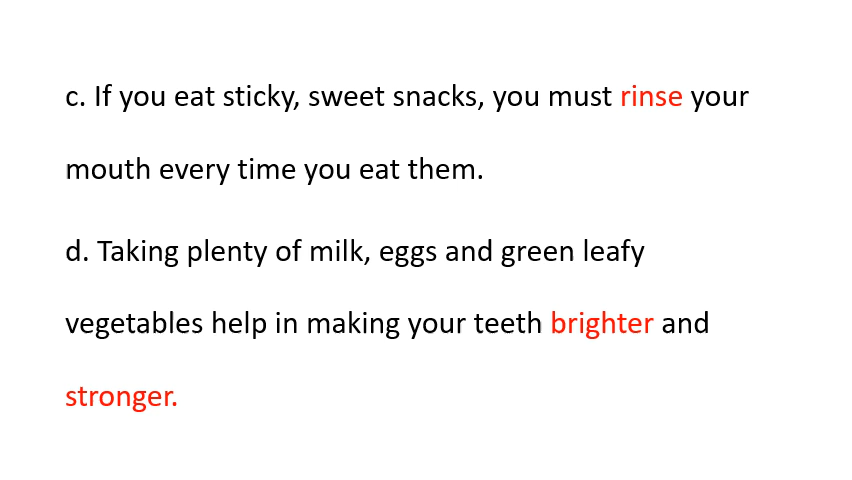 c. If you eat sticky, sweet snacks, you must rinse your
mouth every time you eat them.
d. Taking plenty of milk, eggs and green leafy
vegetables help in making your teeth brighter and
stronger.